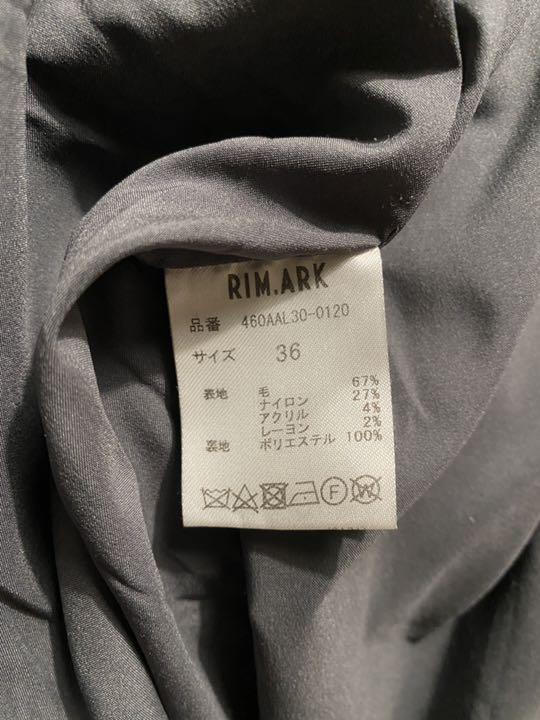 RIM.ARK
品番 460AAL30-0120
サイズ 36
表地 毛 67%
ナイロン 27%
アクリル 4%
レーヨン 2%
裏地 ポリエステル 100%
F W